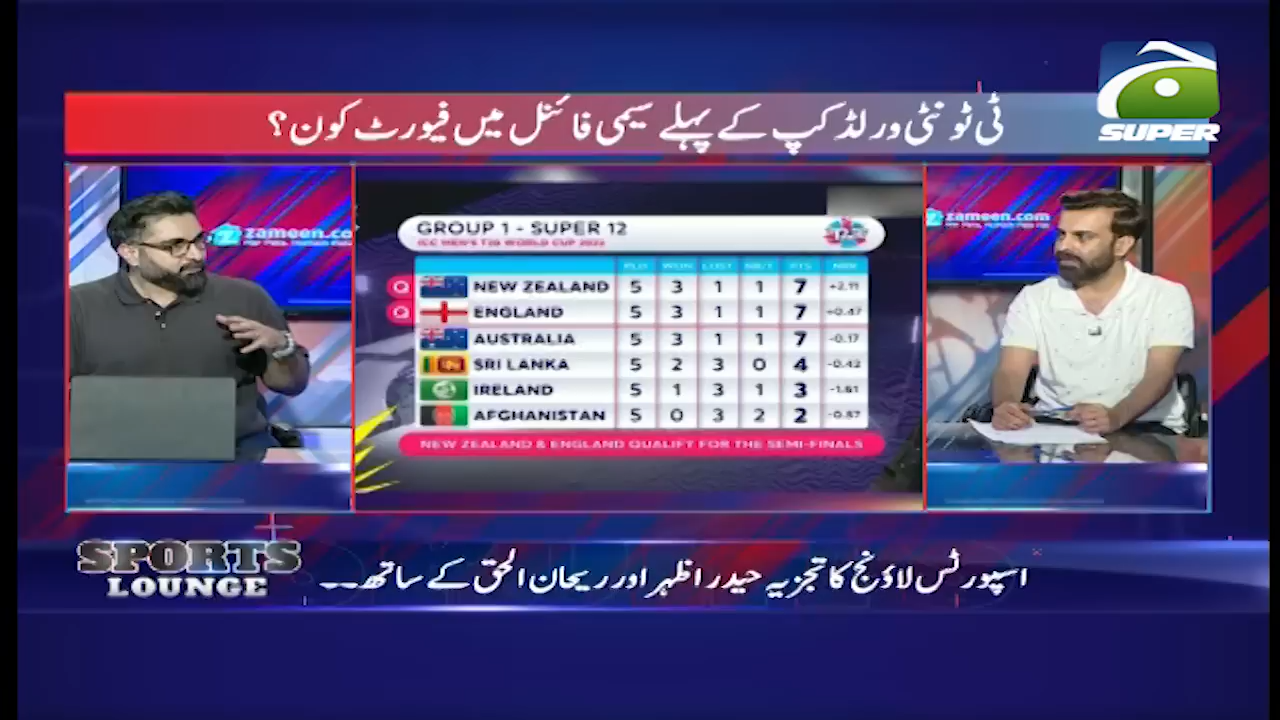 ٹی ٹونٹی ورلڈ کپ کے پہلے سیمی فائنل میں فیورٹ کون؟
SUPER
zameen.com
zameen.com
GROUP 1 - SUPER 12
ICC MEN'S T20 WORLD CUP 2022
PLD WON LOST N/R PTS NRR
Q NEW ZEALAND 5 3 1 1 7 +2.11
Q ENGLAND 5 3 1 1 7 +0.47
AUSTRALIA 5 3 1 1 7 -0.17
SRI LANKA 5 2 3 0 4 -0.42
IRELAND 5 1 3 1 3 -1.61
AFGHANISTAN 5 0 3 2 2 -0.57
NEW ZEALAND & ENGLAND QUALIFY FOR THE SEMI-FINALS
SPORTS
LOUNGE
اسپورٹس لاؤنج کا تجزیہ حیدر اظہر اور ریحان الحق کے ساتھ۔۔